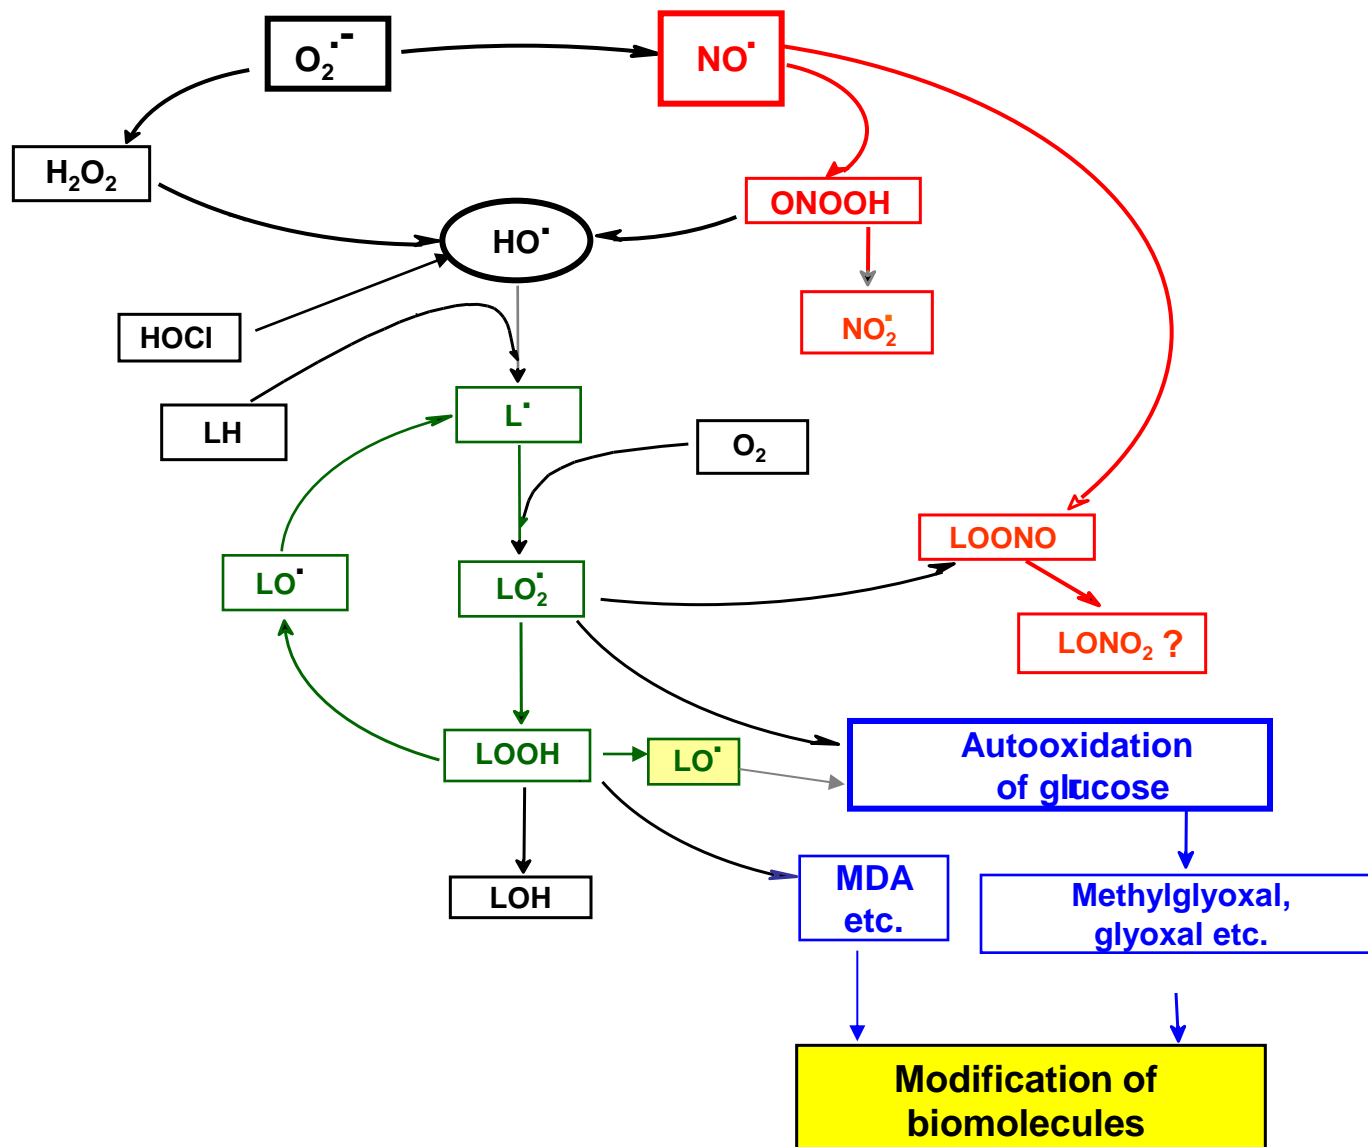 O₂˙⁻
NO˙
H₂O₂
ONOOH
HO˙
NO₂˙
HOCl
L˙
LH
O₂
LOONO
LO˙
LO₂˙
LONO₂ ?
LOOH
LO˙
Autooxidation
of glucose
MDA
etc.
LOH
Methylglyoxal,
glyoxal etc.
Modification of
biomolecules